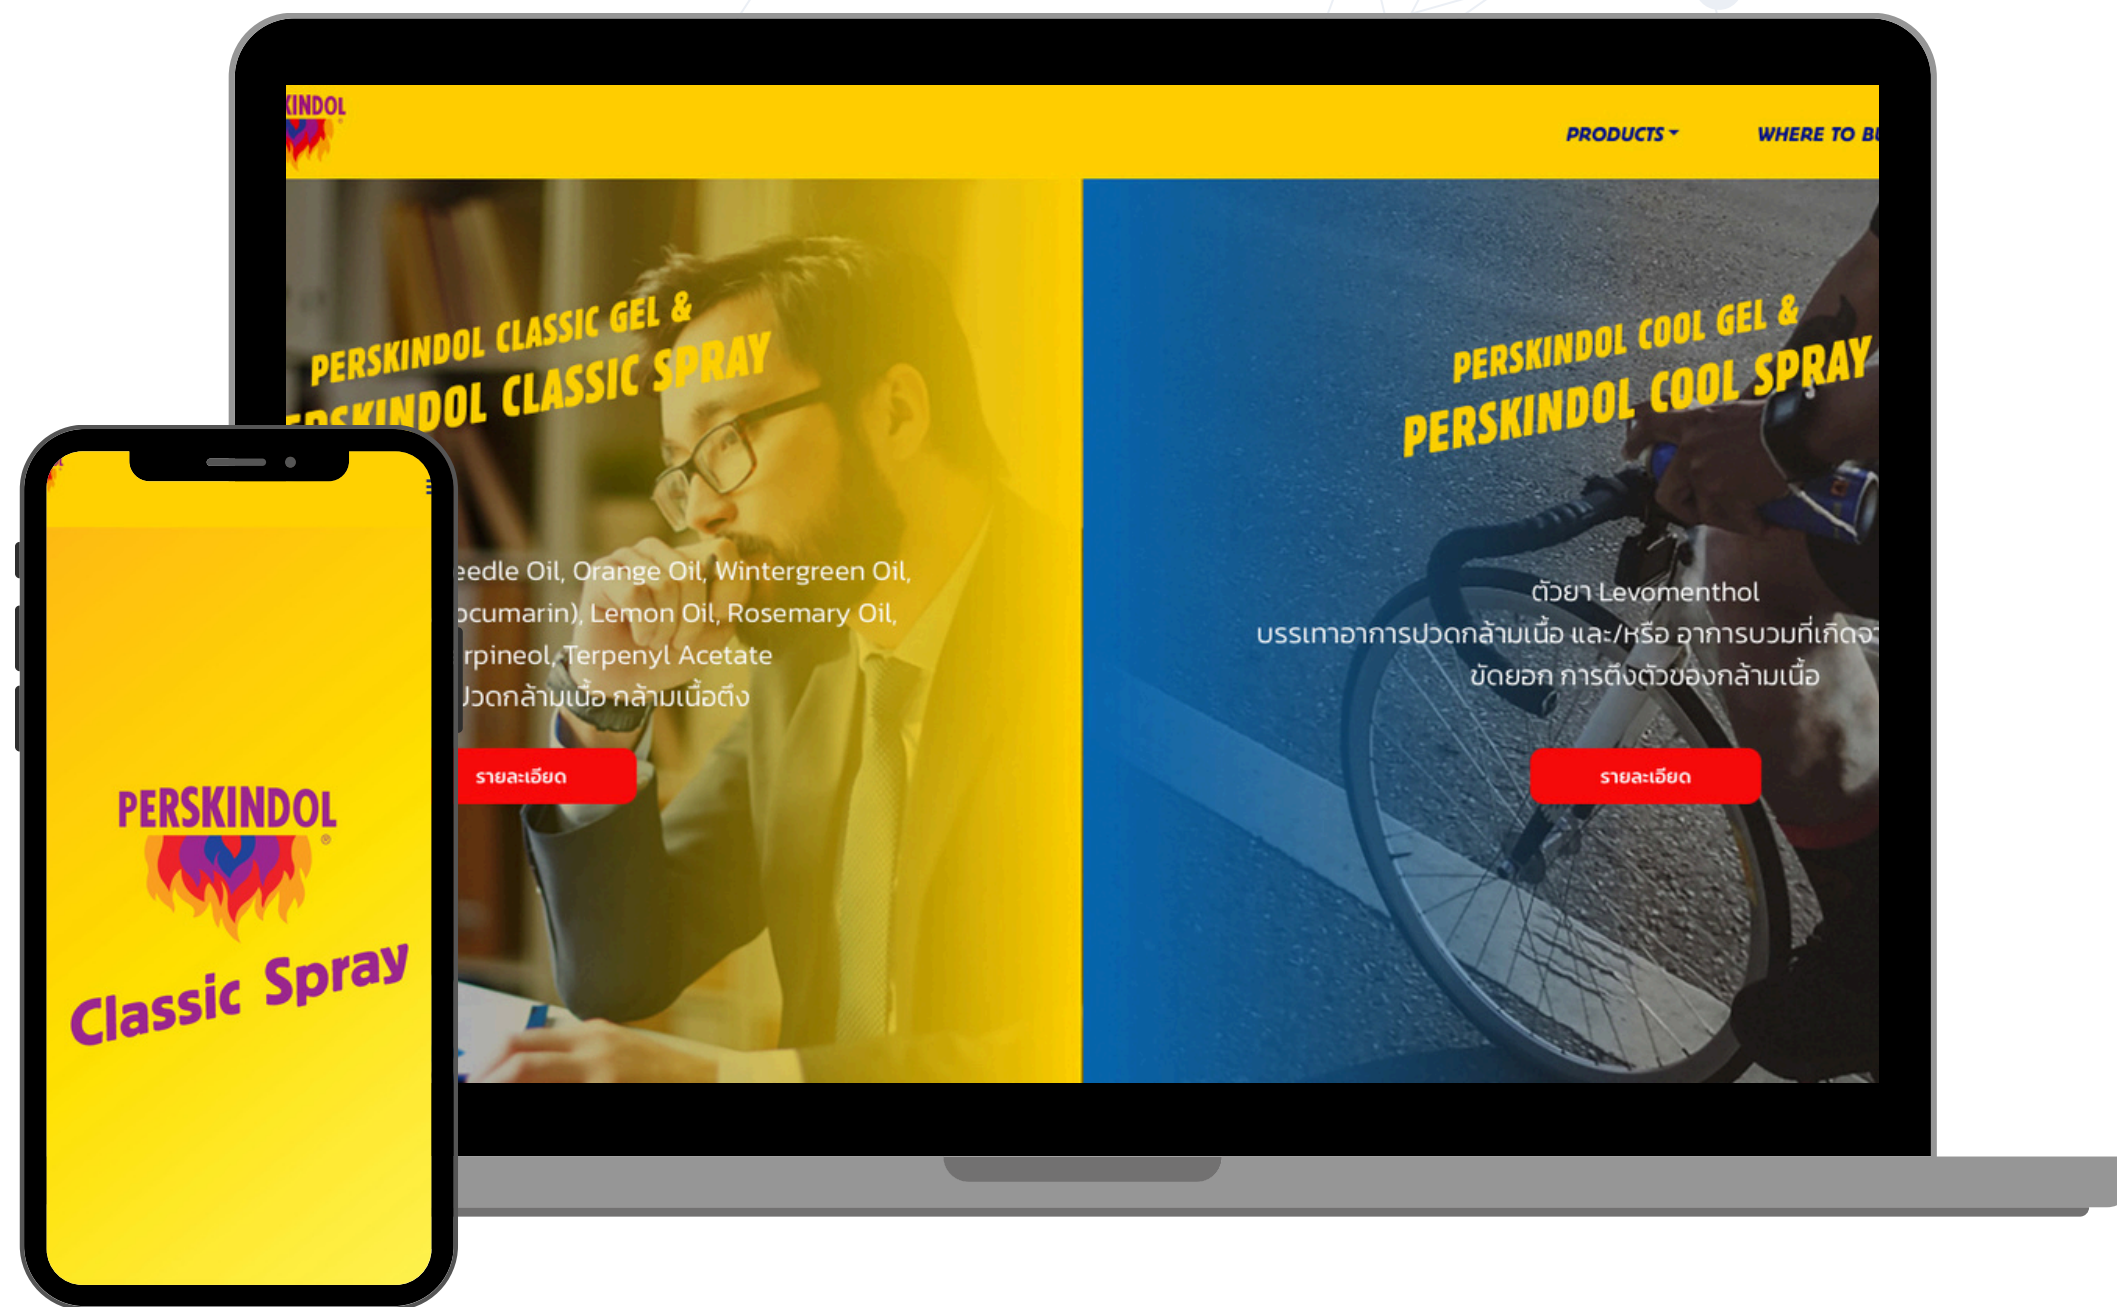 KINDOL
PRODUCTS
WHERE TO
PERSKINDOL CLASSIC GEL &
PERSKINDOL CLASSIC SPRAY
eedle Oil, Orange Oil, Wintergreen Oil,
ocumarin), Lemon Oil, Rosemary Oil,
rpineol, Terpenyl Acetate
ปวดกล้ามเนื้อ กล้ามเนื้อตึง
รายละเอียด
PERSKINDOL COOL GEL &
PERSKINDOL COOL SPRAY
ตัวยา Levomenthol
บรรเทาอาการปวดกล้ามเนื้อ และ/หรือ อาการบวมที่เกิดจา
ขัดยอก การตึงตัวของกล้ามเนื้อ
รายละเอียด
PERSKINDOL
®
Classic Spray